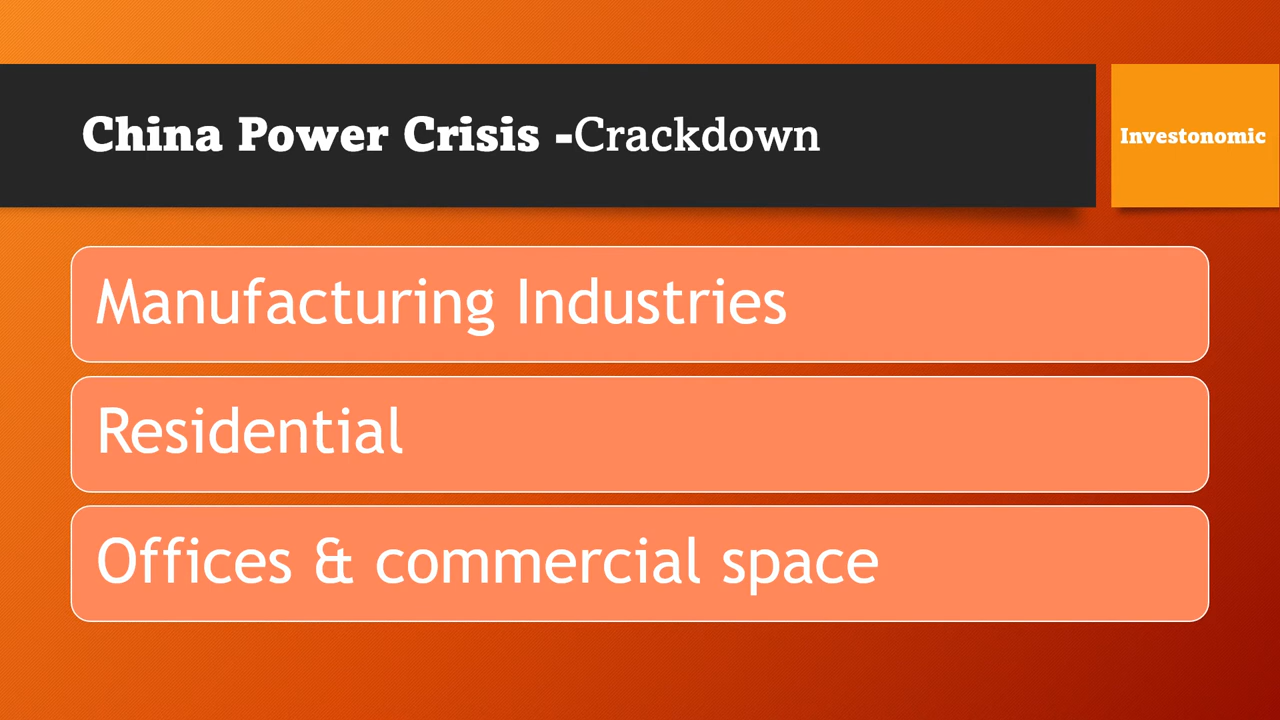 China Power Crisis -Crackdown
Investonomic
Manufacturing Industries
Residential
Offices & commercial space